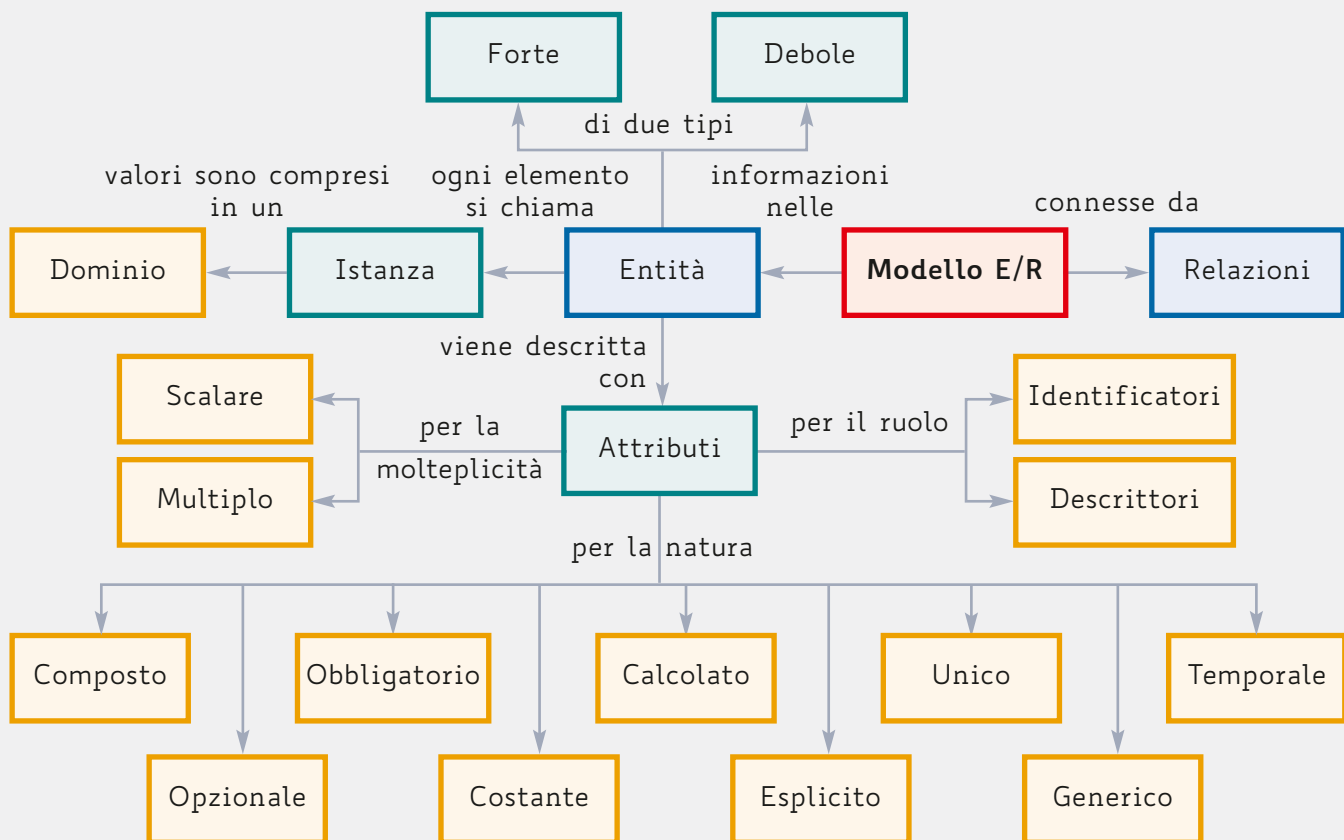 Forte
Debole
di due tipi
valori sono compresi
in un
ogni elemento
si chiama
informazioni
nelle
connesse da
Dominio
Istanza
Entità
Modello E/R
Relazioni
viene descritta
con
Scalare
Multiplo
per la
molteplicità
Attributi
per il ruolo
Identificatori
Descrittori
per la natura
Composto
Obbligatorio
Calcolato
Unico
Temporale
Opzionale
Costante
Esplicito
Generico